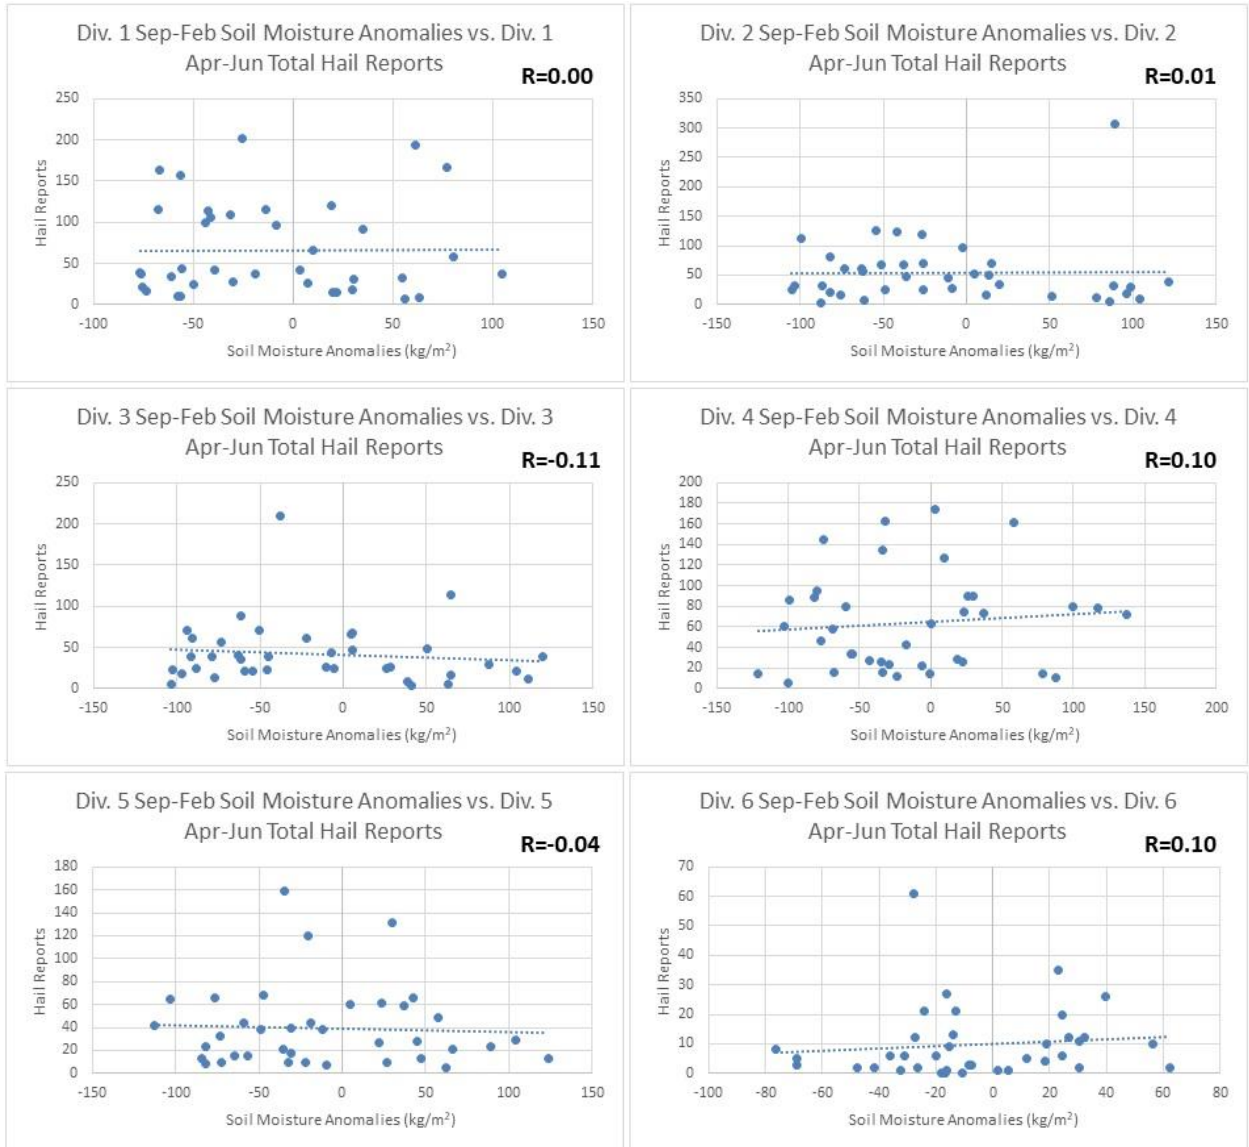 Div. 1 Sep-Feb Soil Moisture Anomalies vs. Div. 1
Apr-Jun Total Hail Reports
R=0.00
250
200
150
100
50
0
Hail Reports
-100 -50 0 50 100 150
Soil Moisture Anomalies (kg/m²)
Div. 2 Sep-Feb Soil Moisture Anomalies vs. Div. 2
Apr-Jun Total Hail Reports
R=0.01
350
300
250
200
150
100
50
0
Hail Reports
-150 -100 -50 0 50 100 150
Soil Moisture Anomalies (kg/m²)
Div. 3 Sep-Feb Soil Moisture Anomalies vs. Div. 3
Apr-Jun Total Hail Reports
R=-0.11
250
200
150
100
50
0
Hail Reports
-150 -100 -50 0 50 100 150
Soil Moisture Anomalies (kg/m²)
Div. 4 Sep-Feb Soil Moisture Anomalies vs. Div. 4
Apr-Jun Total Hail Reports
R=0.10
200
180
160
140
120
100
80
60
40
20
0
Hail Reports
-150 -100 -50 0 50 100 150 200
Soil Moisture Anomalies (kg/m²)
Div. 5 Sep-Feb Soil Moisture Anomalies vs. Div. 5
Apr-Jun Total Hail Reports
R=-0.04
180
160
140
120
100
80
60
40
20
0
Hail Reports
-150 -100 -50 0 50 100 150
Soil Moisture Anomalies (kg/m²)
Div. 6 Sep-Feb Soil Moisture Anomalies vs. Div. 6
Apr-Jun Total Hail Reports
R=0.10
70
60
50
40
30
20
10
0
Hail Reports
-100 -80 -60 -40 -20 0 20 40 60 80
Soil Moisture Anomalies (kg/m²)